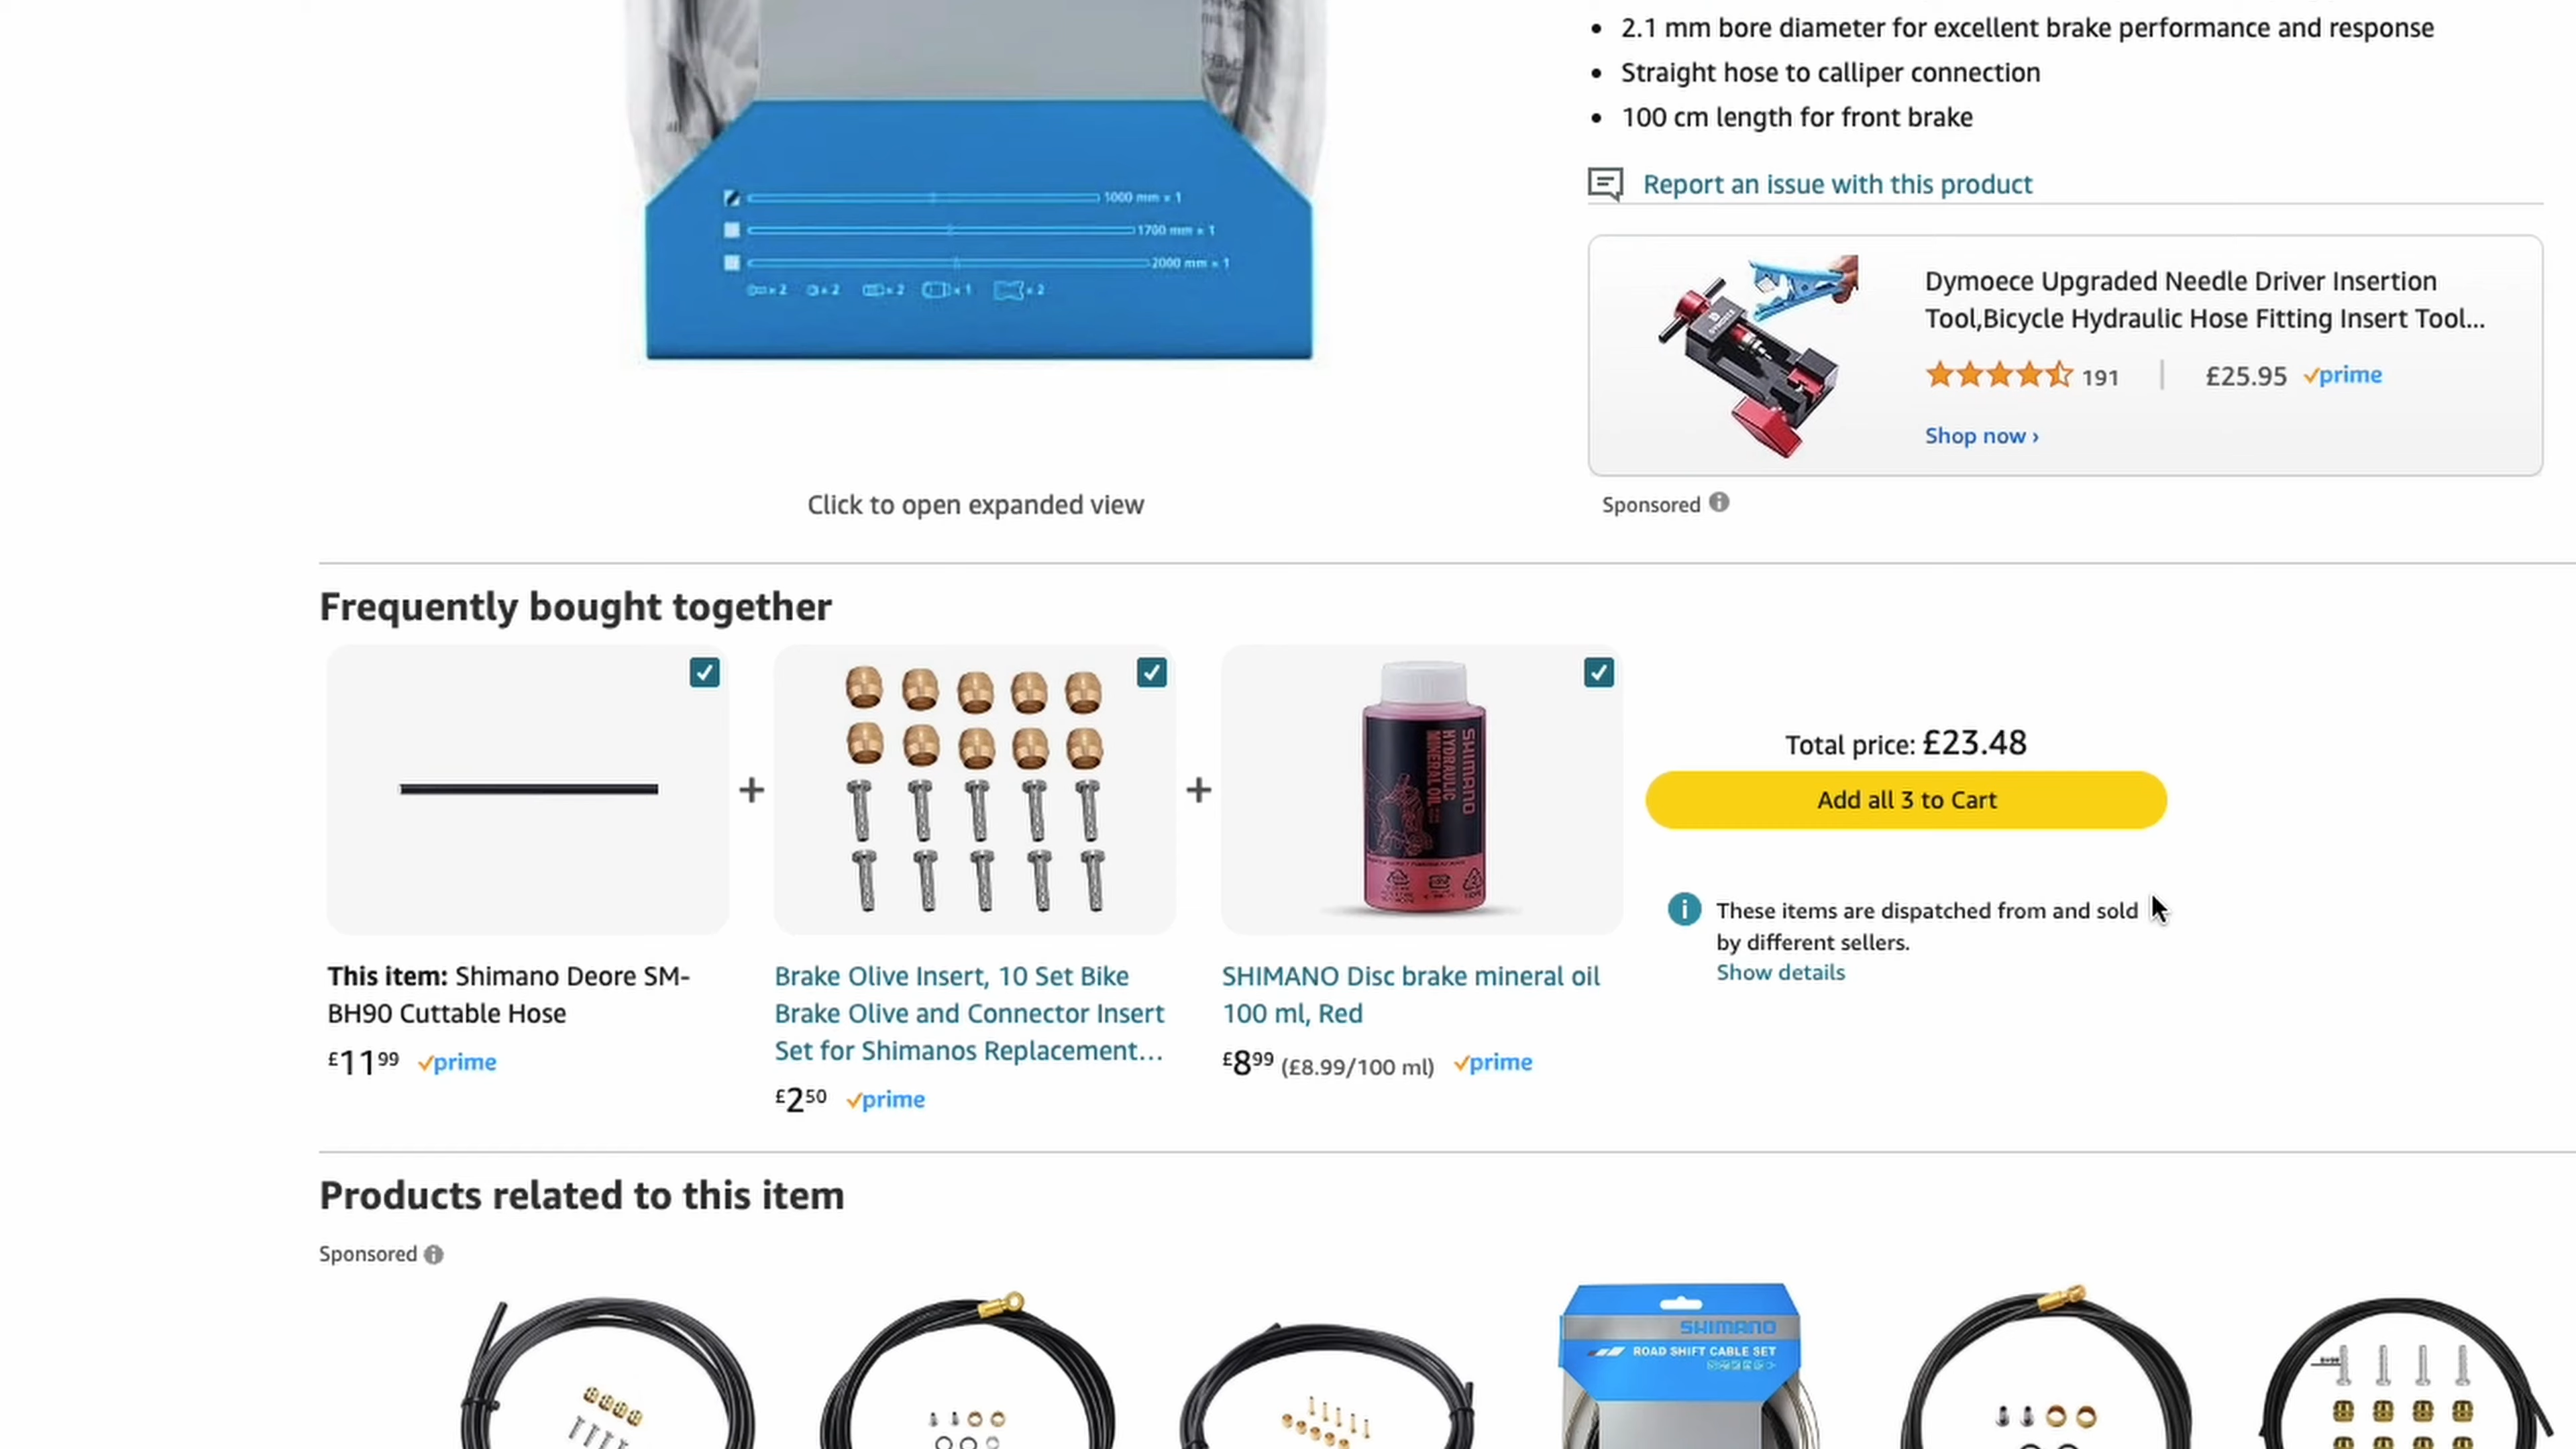 2.1 mm bore diameter for excellent brake performance and response
Straight hose to calliper connection
100 cm length for front brake
Report an issue with this product
1700 mm × 1
2000 mm × 1
× 2
× 2
× 2
× 1
× 2
Dymoece Upgraded Needle Driver Insertion
Tool,Bicycle Hydraulic Hose Fitting Insert Tool...
191 | £25.95 prime
Shop now ›
Sponsored
Click to open expanded view
Frequently bought together
SHIMANO
HYDRAULIC
MINERAL OIL
+
+
Total price: £23.48
Add all 3 to Cart
These items are dispatched from and sold
by different sellers.
Show details
This item: Shimano Deore SM-
BH90 Cuttable Hose
£11.99 prime
Brake Olive Insert, 10 Set Bike
Brake Olive and Connector Insert
Set for Shimanos Replacement...
£2.50 prime
SHIMANO Disc brake mineral oil
100 ml, Red
£8.99 (£8.99/100 ml) prime
Products related to this item
Sponsored
SHIMANO
ROAD SHIFT CABLE SET